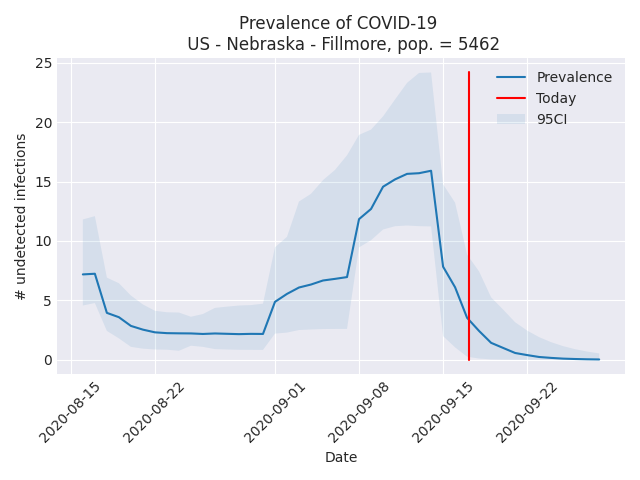 Prevalence of COVID-19
US - Nebraska - Fillmore, pop. = 5462
# undetected infections
25
20
15
10
5
0
Prevalence
Today
95CI
2020-08-15
2020-08-22
2020-09-01
2020-09-08
2020-09-15
2020-09-22
Date